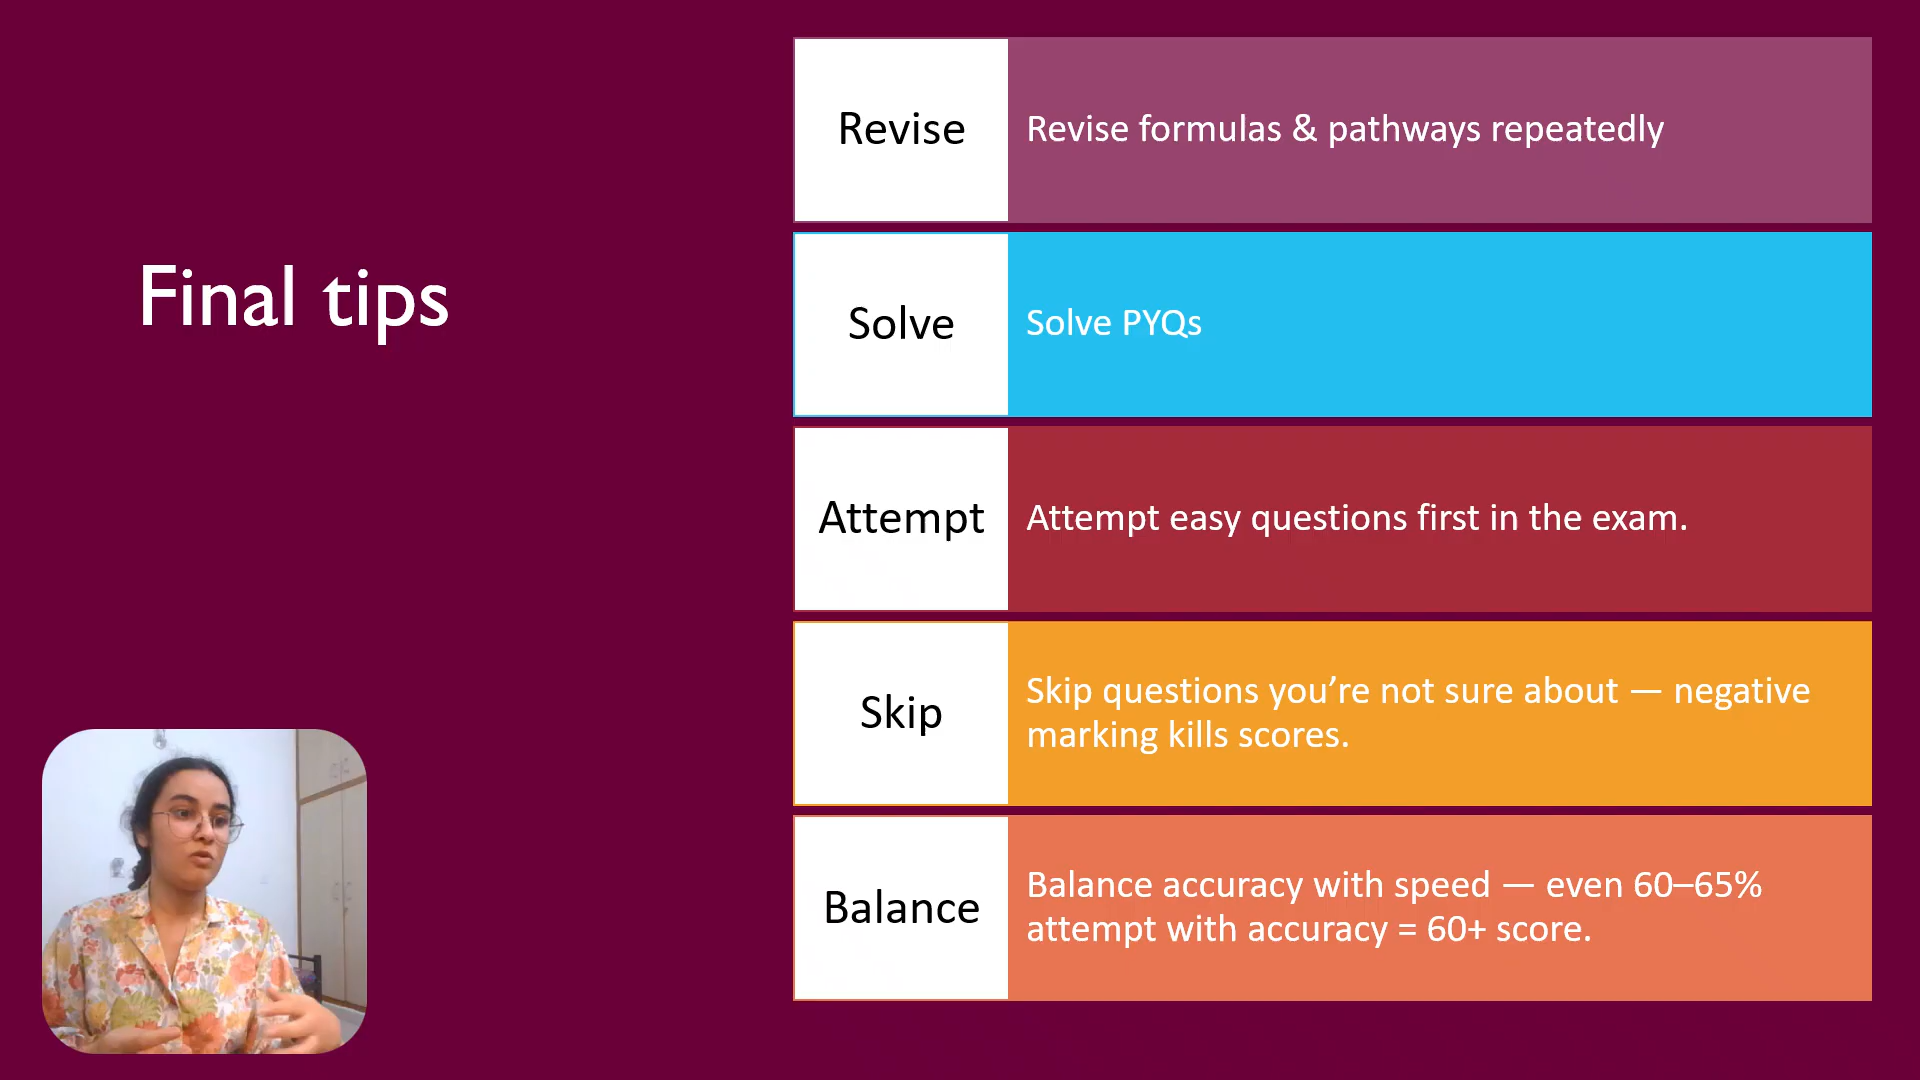 Final tips
Revise
Revise formulas & pathways repeatedly
Solve
Solve PYQs
Attempt
Attempt easy questions first in the exam.
Skip
Skip questions you’re not sure about — negative
marking kills scores.
Balance
Balance accuracy with speed — even 60–65%
attempt with accuracy = 60+ score.